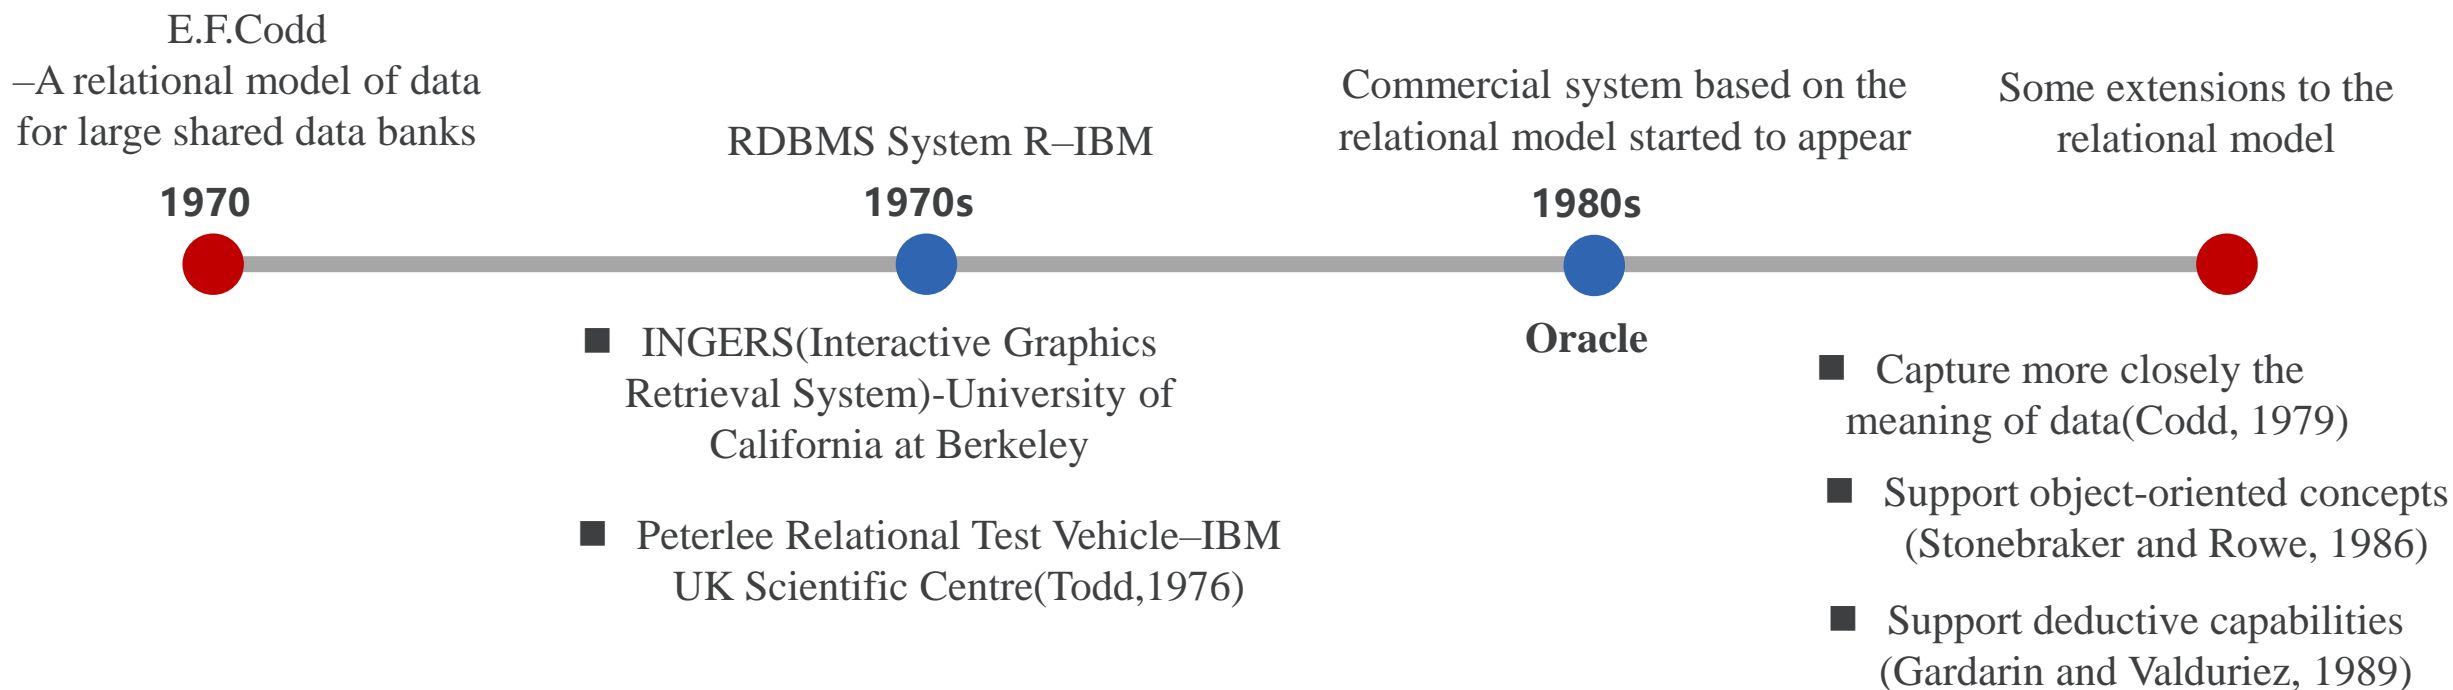 E.F.Codd
–A relational model of data
for large shared data banks
1970
RDBMS System R–IBM
1970s
■ INGERS(Interactive Graphics
Retrieval System)-University of
California at Berkeley
■ Peterlee Relational Test Vehicle–IBM
UK Scientific Centre(Todd,1976)
Commercial system based on the
relational model started to appear
1980s
Oracle
Some extensions to the
relational model
■ Capture more closely the
meaning of data(Codd, 1979)
■ Support object-oriented concepts
(Stonebraker and Rowe, 1986)
■ Support deductive capabilities
(Gardarin and Valduriez, 1989)